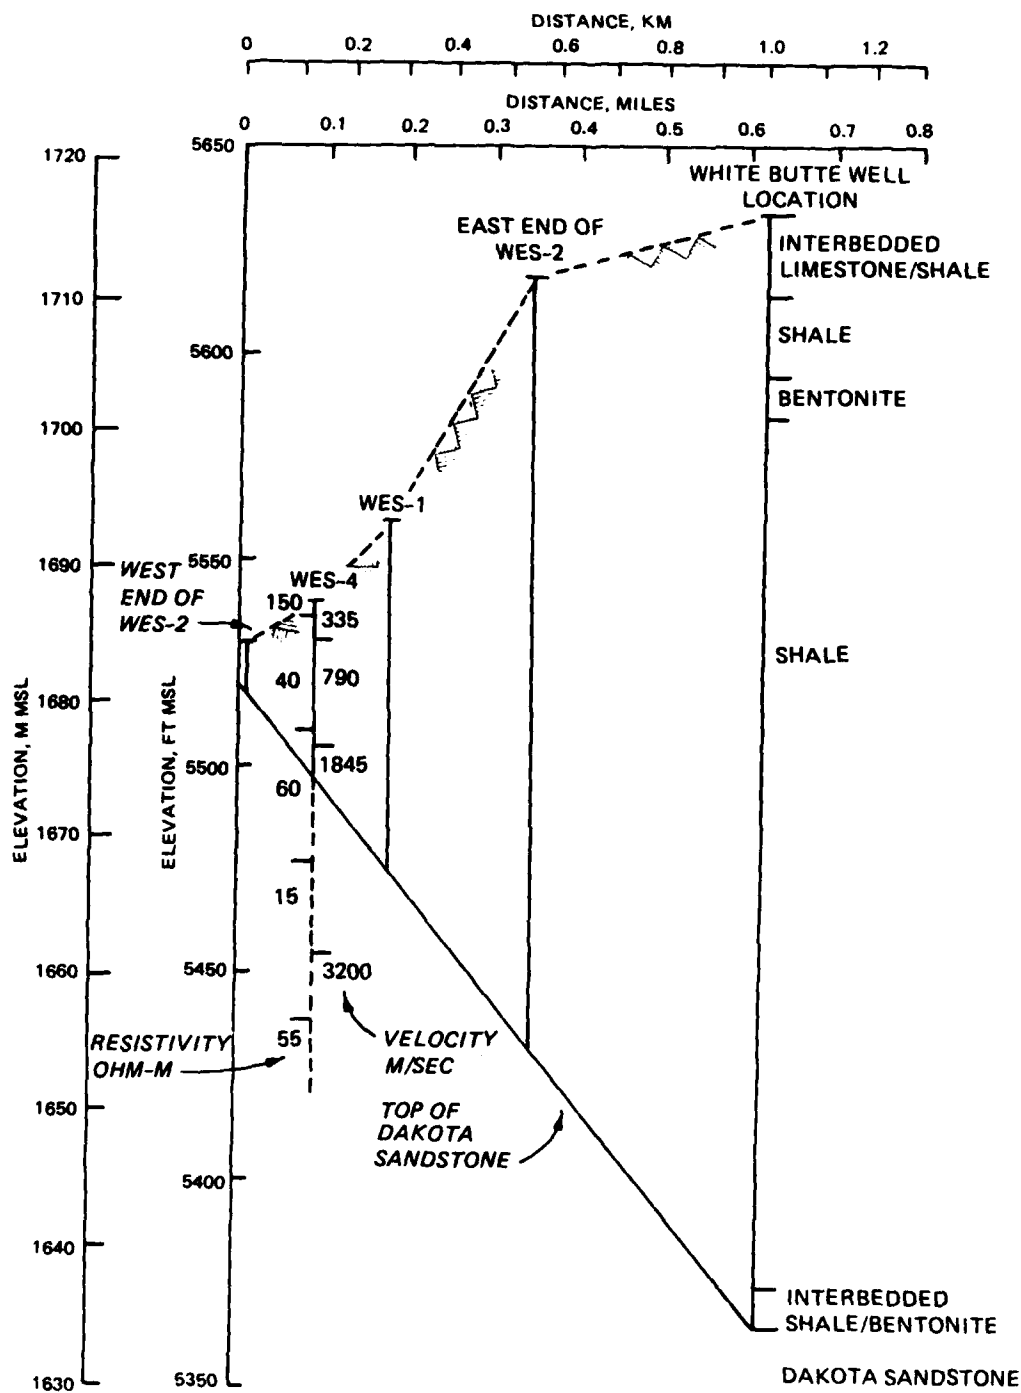 DISTANCE, KM
0 0.2 0.4 0.6 0.8 1.0 1.2
DISTANCE, MILES
0 0.1 0.2 0.3 0.4 0.5 0.6 0.7 0.8
1720
5650
WHITE BUTTE WELL
LOCATION
EAST END OF
WES-2
INTERBEDDED
LIMESTONE/SHALE
1710
SHALE
5600
BENTONITE
1700
WES-1
1690
5550
WEST
END OF
WES-2
WES-4
150
335
SHALE
40
790
1680
ELEVATION, M MSL
ELEVATION, FT MSL
5500
1845
60
1670
15
1660
5450
3200
RESISTIVITY
OHM-M
55
VELOCITY
M/SEC
1650
TOP OF
DAKOTA
SANDSTONE
5400
1640
INTERBEDDED
SHALE/BENTONITE
1630
5350
DAKOTA SANDSTONE